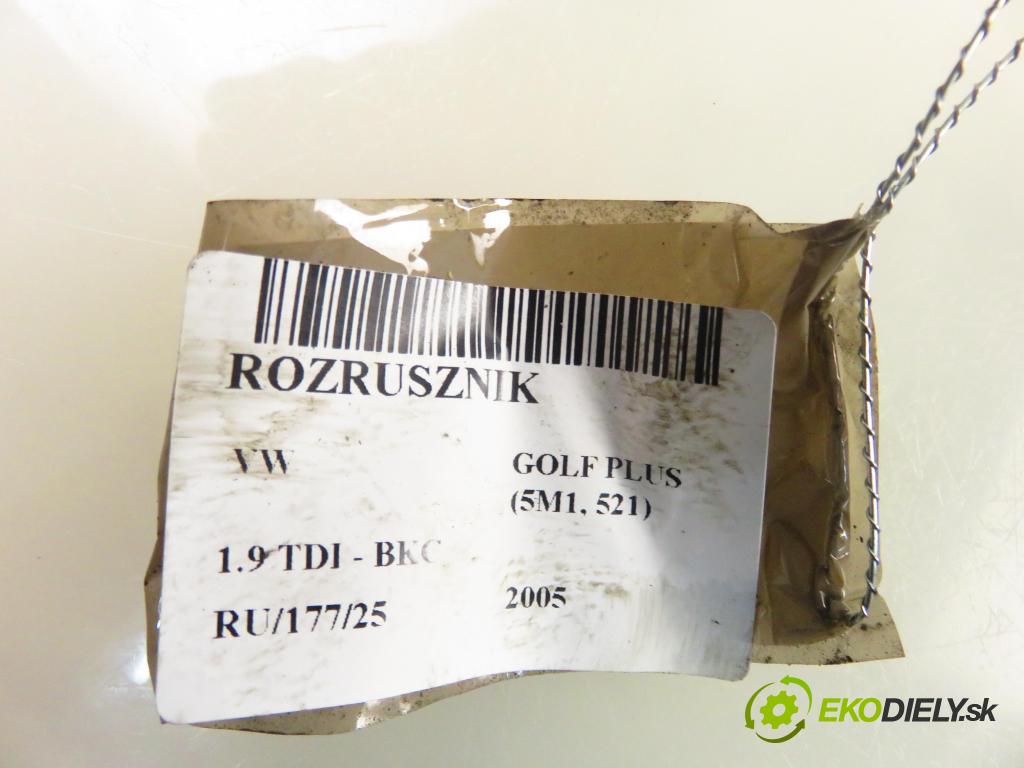 ROZRUSZNIK
VW GOLF PLUS
(5M1, 521)
1.9 TDI - BKC
RU/177/25 2005
EKODIELY.sk